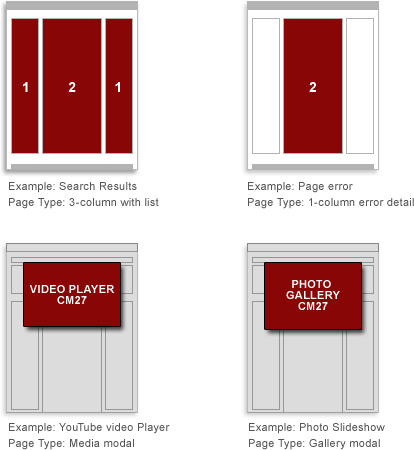 1 2 1
2
Example: Search Results
Page Type: 3-column with list
Example: Page error
Page Type: 1-column error detail
VIDEO PLAYER
CM27
PHOTO
GALLERY
CM27
Example: YouTube video Player
Page Type: Media modal
Example: Photo Slideshow
Page Type: Gallery modal